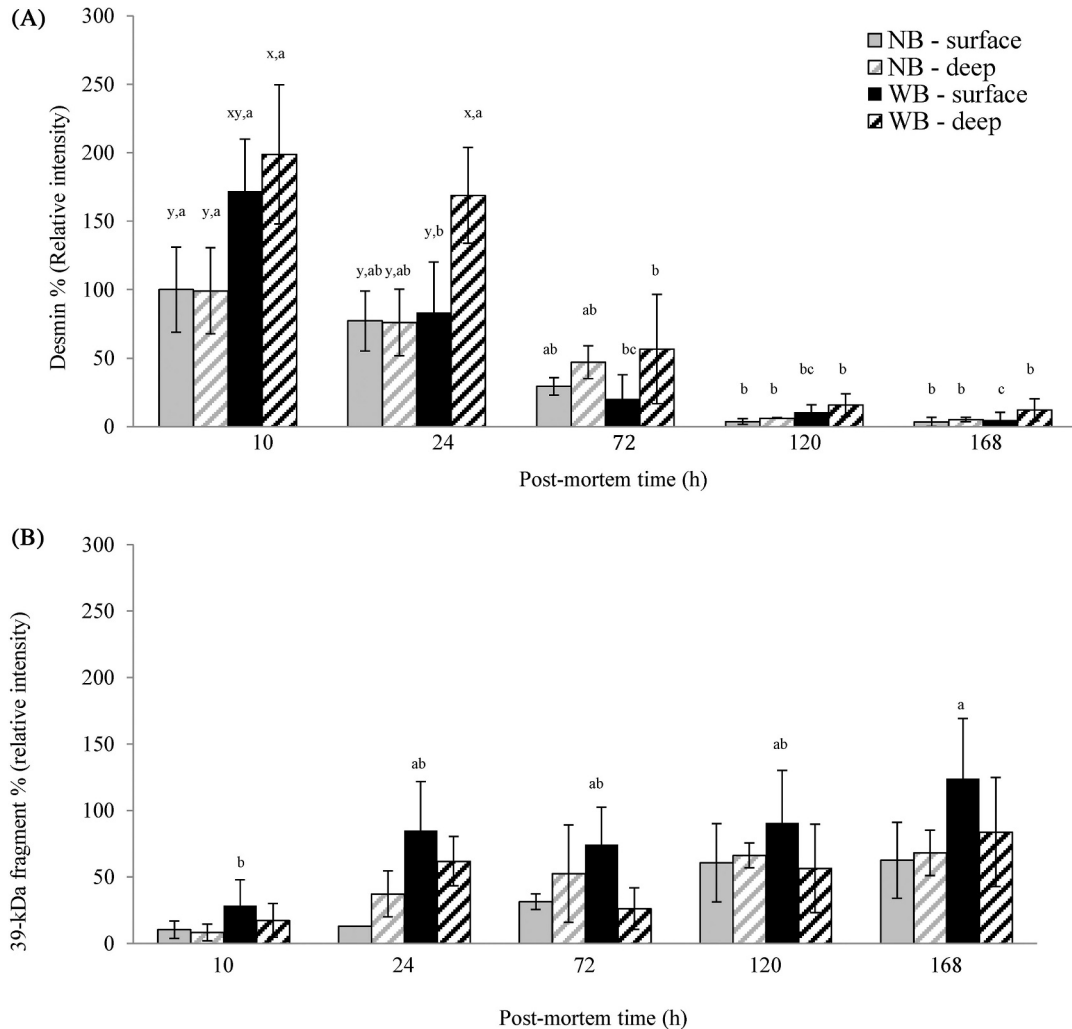 (A)
300
250
200
150
100
50
0
Desmin % (Relative intensity)
NB - surface
NB - deep
WB - surface
WB - deep
y,a y,a xy,a x,a
y,ab y,ab y,b x,a
ab ab bc b
b b bc b
b b c b
10 24 72 120 168
Post-mortem time (h)
(B)
300
250
200
150
100
50
0
39-kDa fragment % (relative intensity)
b ab ab ab a
10 24 72 120 168
Post-mortem time (h)